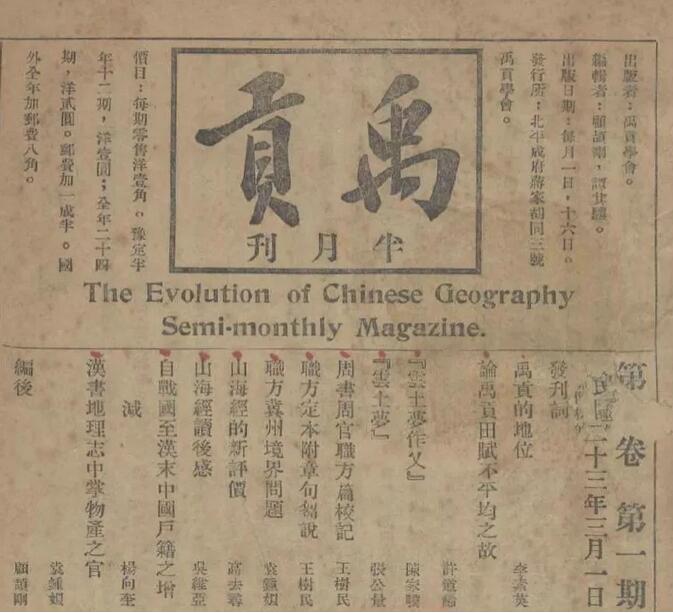 出版者：禹貢學會。
編輯者：顧頡剛，譚其驤。
出版日期：每月一日，十六日。
發行所：北平成府蔣家胡同三號
禹貢學會。
禹貢
半月刊
價目：每期零售洋壹角。豫定半
年十二期，洋壹圓；全年二十四
期，洋貳圓。郵費加一成半。國
外全年加郵費八角。
The Evolution of Chinese Geography
Semi-monthly Magazine.
第 卷 第一期
民國二十三年三月一日
發刊詞
禹貢的地位 李素英
論禹貢田賦不平均之故 許道齡
『雲土夢作乂』 陳家驥
『雲土夢』 張公量
周書周官職方篇校記 王樹民
職方定本附章句芻說 王樹民
職方冀州境界問題 袁鍾姒
山海經的新評價 高去尋
山海經讀後感 吳維亞
自戰國至漢末中國戶籍之增
減 楊向奎
漢書地理志中掌物產之官 袁鍾姒
編後 顧頡剛